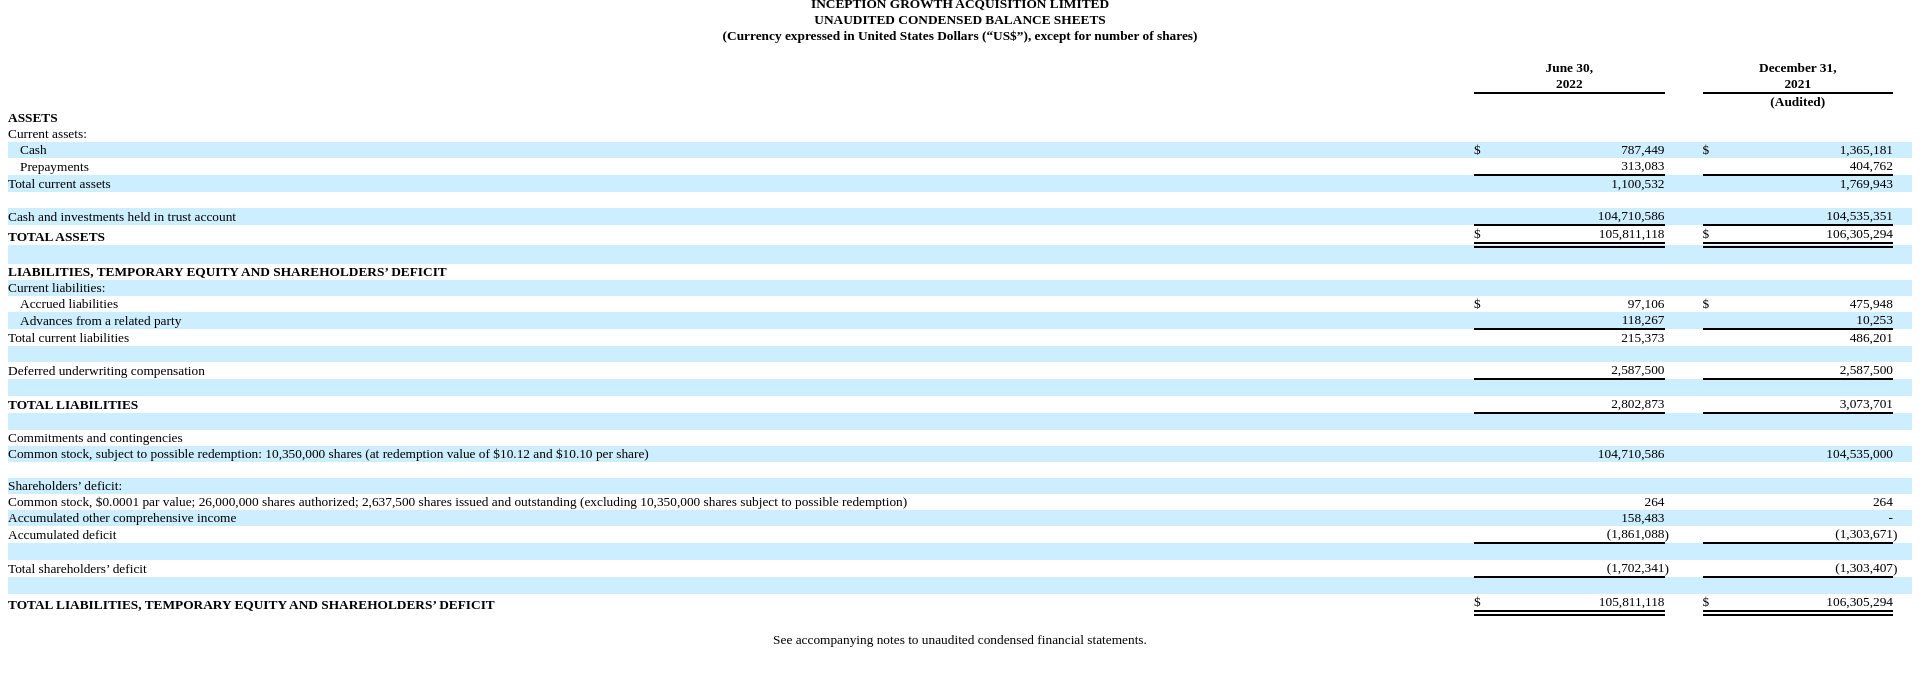 INCEPTION GROWTH ACQUISITION LIMITED
UNAUDITED CONDENSED BALANCE SHEETS
(Currency expressed in United States Dollars (“US$”), except for number of shares)
June 30, December 31,
2022 2021
(Audited)
ASSETS
Current assets:
Cash $ 787,449 $ 1,365,181
Prepayments 313,083 404,762
Total current assets 1,100,532 1,769,943
Cash and investments held in trust account 104,710,586 104,535,351
TOTAL ASSETS $ 105,811,118 $ 106,305,294
LIABILITIES, TEMPORARY EQUITY AND SHAREHOLDERS’ DEFICIT
Current liabilities:
Accrued liabilities $ 97,106 $ 475,948
Advances from a related party 118,267 10,253
Total current liabilities 215,373 486,201
Deferred underwriting compensation 2,587,500 2,587,500
TOTAL LIABILITIES 2,802,873 3,073,701
Commitments and contingencies
Common stock, subject to possible redemption: 10,350,000 shares (at redemption value of $10.12 and $10.10 per share) 104,710,586 104,535,000
Shareholders’ deficit:
Common stock, $0.0001 par value; 26,000,000 shares authorized; 2,637,500 shares issued and outstanding (excluding 10,350,000 shares subject to possible redemption) 264 264
Accumulated other comprehensive income 158,483 -
Accumulated deficit (1,861,088) (1,303,671)
Total shareholders’ deficit (1,702,341) (1,303,407)
TOTAL LIABILITIES, TEMPORARY EQUITY AND SHAREHOLDERS’ DEFICIT $ 105,811,118 $ 106,305,294
See accompanying notes to unaudited condensed financial statements.